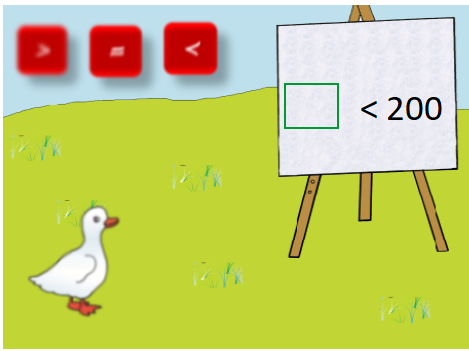 > = <
< 200